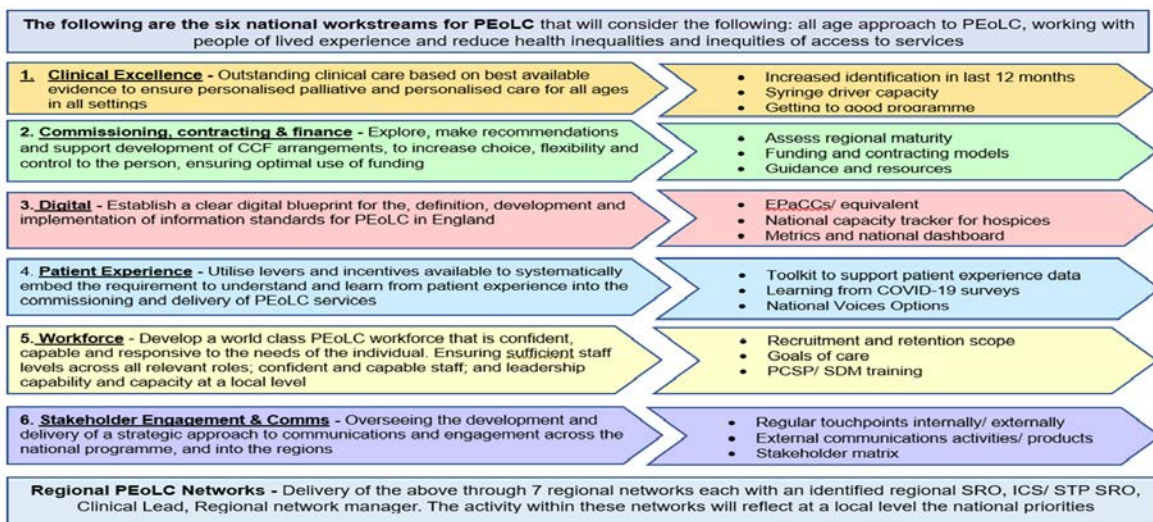 The following are the six national workstreams for PEoLC that will consider the following: all age approach to PEoLC, working with
people of lived experience and reduce health inequalities and inequities of access to services
1. Clinical Excellence - Outstanding clinical care based on best available
evidence to ensure personalised palliative and personalised care for all ages
in all settings
• Increased identification in last 12 months
• Syringe driver capacity
• Getting to good programme
2. Commissioning, contracting & finance - Explore, make recommendations
and support development of CCF arrangements, to increase choice, flexibility and
control to the person, ensuring optimal use of funding
• Assess regional maturity
• Funding and contracting models
• Guidance and resources
3. Digital - Establish a clear digital blueprint for the, definition, development and
implementation of information standards for PEoLC in England
• EPaCCs/ equivalent
• National capacity tracker for hospices
• Metrics and national dashboard
4. Patient Experience - Utilise levers and incentives available to systematically
embed the requirement to understand and learn from patient experience into the
commissioning and delivery of PEoLC services
• Toolkit to support patient experience data
• Learning from COVID-19 surveys
• National Voices Options
5. Workforce - Develop a world class PEoLC workforce that is confident,
capable and responsive to the needs of the individual. Ensuring sufficient staff
levels across all relevant roles; confident and capable staff; and leadership
capability and capacity at a local level
• Recruitment and retention scope
• Goals of care
• PCSP/ SDM training
6. Stakeholder Engagement & Comms - Overseeing the development and
delivery of a strategic approach to communications and engagement across the
national programme, and into the regions
• Regular touchpoints internally/ externally
• External communications activities/ products
• Stakeholder matrix
Regional PEoLC Networks - Delivery of the above through 7 regional networks each with an identified regional SRO, ICS/ STP SRO,
Clinical Lead, Regional network manager. The activity within these networks will reflect at a local level the national priorities